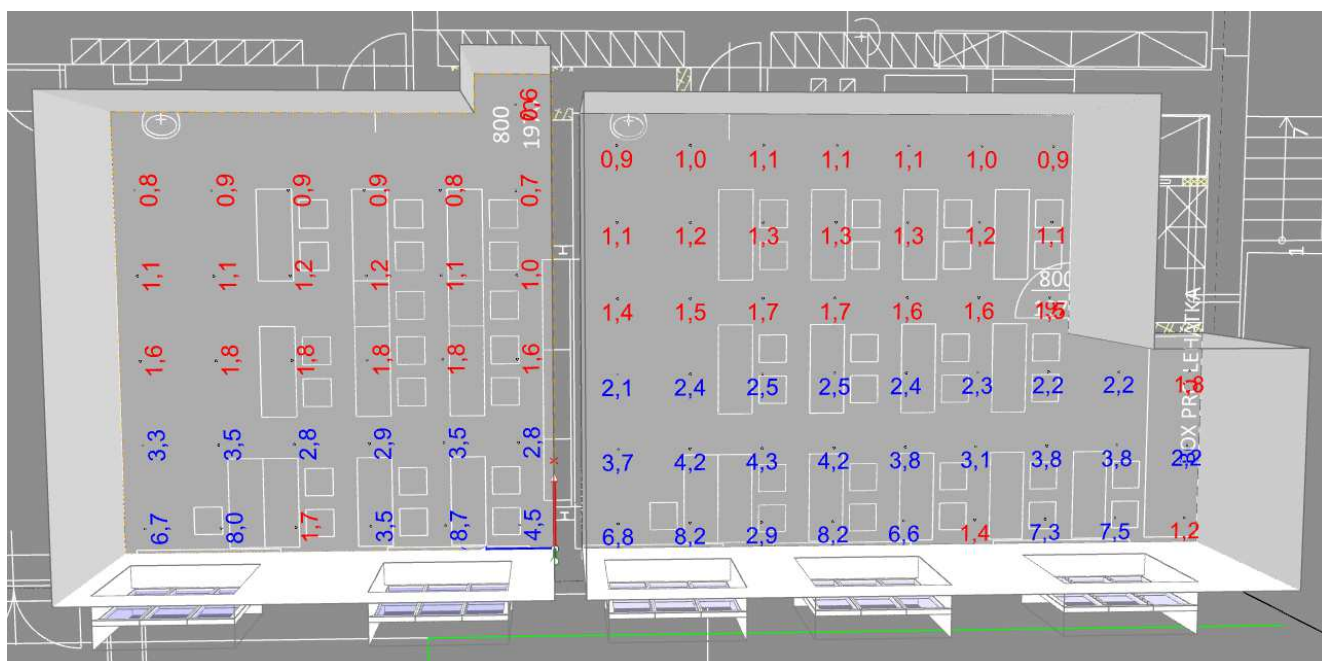 0,6
800
197
0,9 1,0 1,1 1,1 1,1 1,0 0,9
0,8 0,9 0,9 0,9 0,8 0,7
1,1 1,2 1,3 1,3 1,3 1,2 1,1
1,1 1,1 1,2 1,2 1,1 1,0
800
1,4 1,5 1,7 1,7 1,6 1,6
1,6 1,8 1,8 1,8 1,8 1,6
2,1 2,4 2,5 2,5 2,4 2,3 2,2 2,2 1,8
BOX PRO LEHÁTKA
3,3 3,5 2,8 2,9 3,5 2,8
3,7 4,2 4,3 4,2 3,8 3,1 3,8 3,8 2,2
6,7 8,0 1,7 3,5 8,7 4,5
6,8 8,2 2,9 8,2 6,6 1,4 7,3 7,5 1,2
7
1
H
H
x